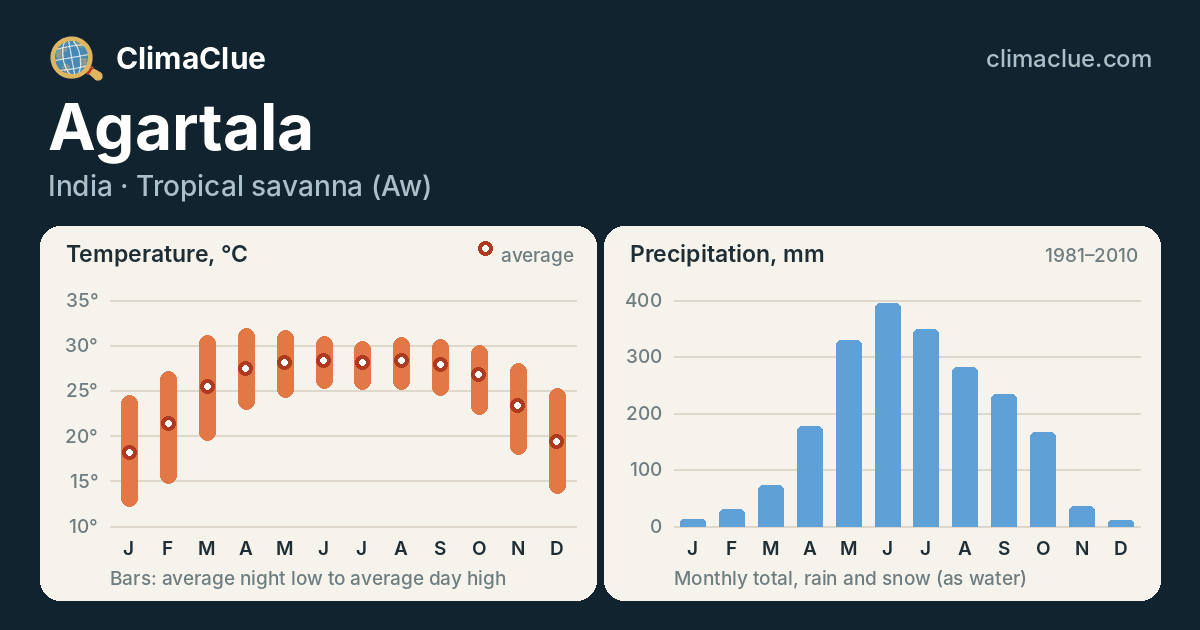 ClimaClue
climaclue.com
Agartala
India · Tropical savanna (Aw)
Temperature, °C
average
35°
30°
25°
20°
15°
10°
J F M A M J J A S O N D
Bars: average night low to average day high
Precipitation, mm
1981–2010
400
300
200
100
0
J F M A M J J A S O N D
Monthly total, rain and snow (as water)